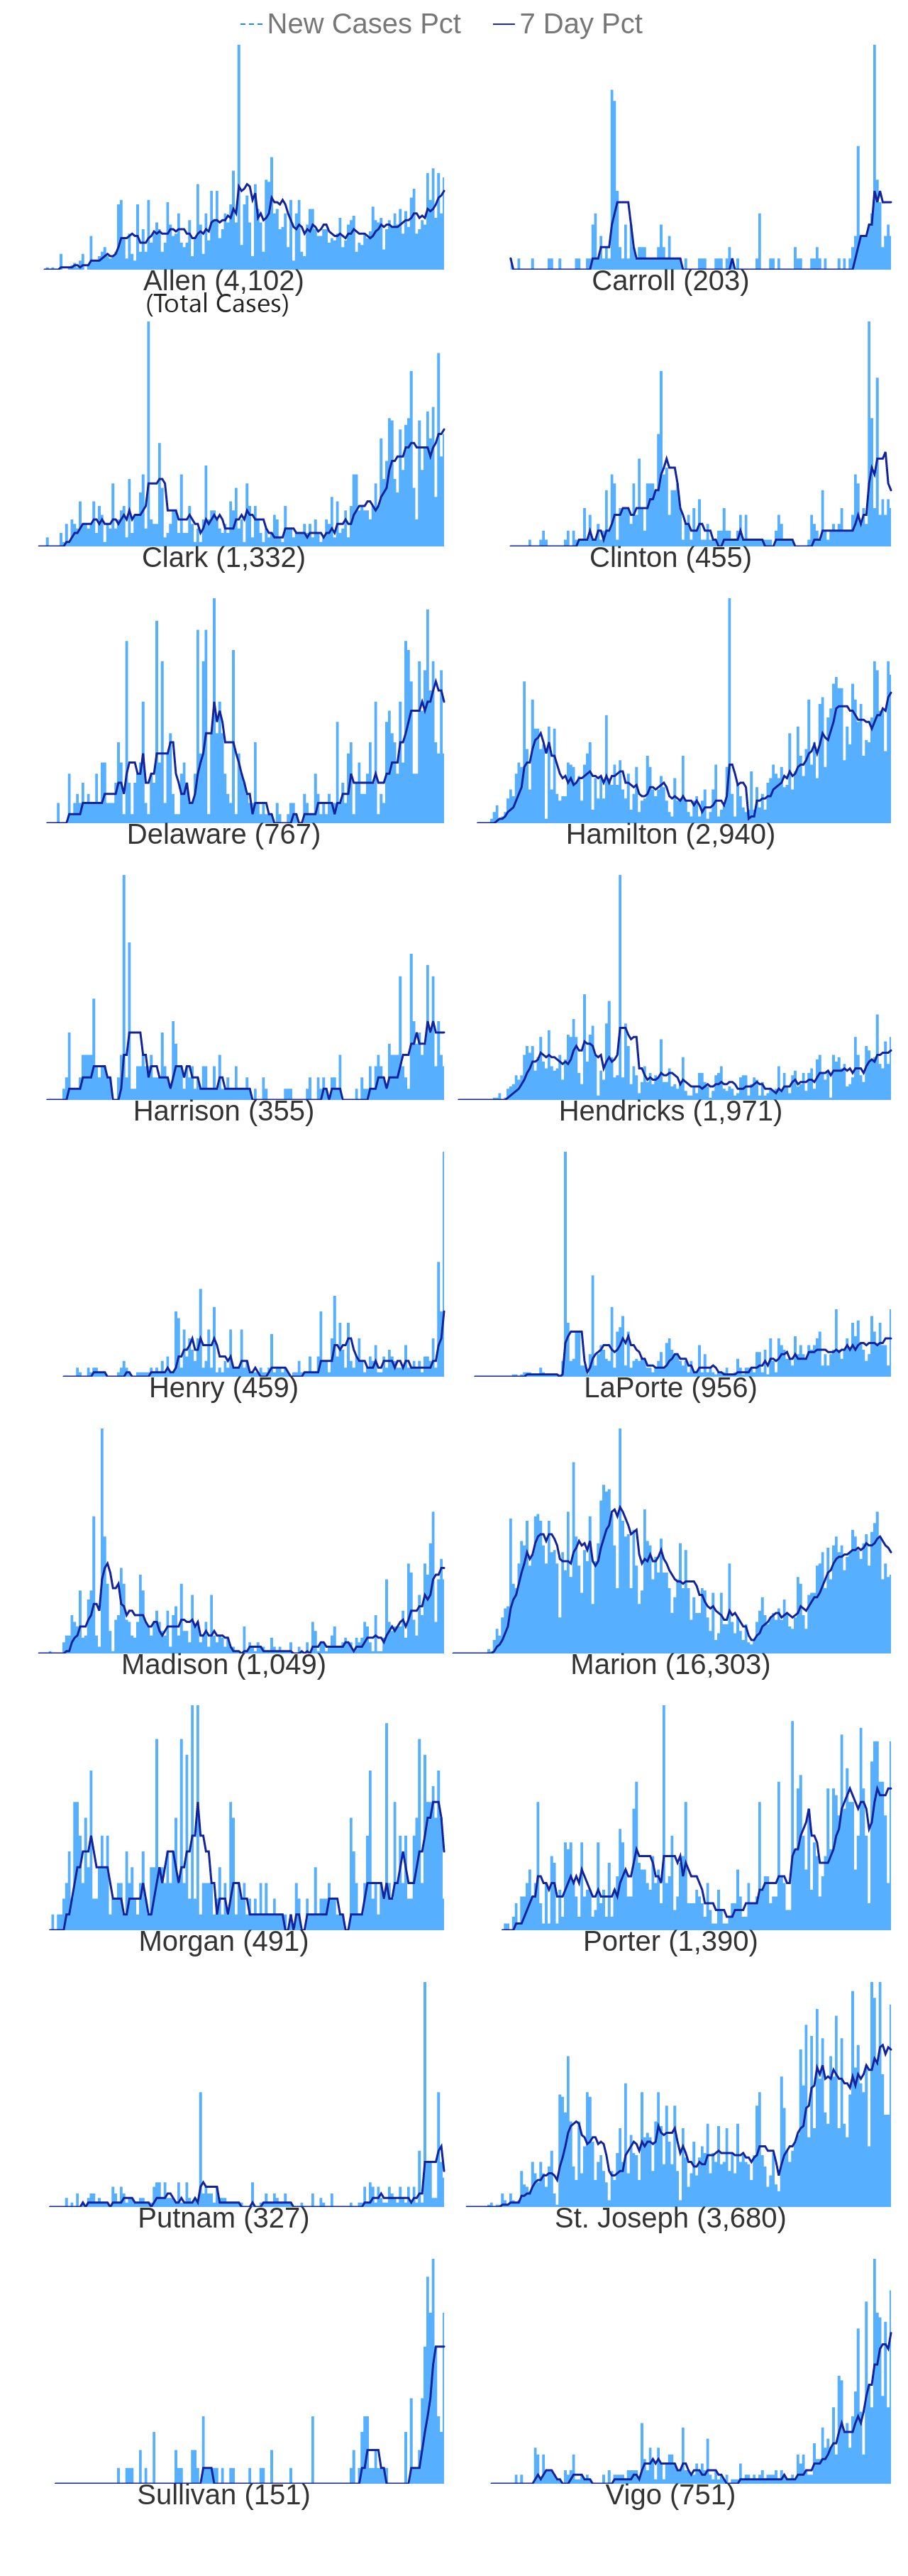 New Cases Pct 7 Day Pct
Allen (4,102) Carroll (203)
(Total Cases)
Clark (1,332) Clinton (455)
Delaware (767) Hamilton (2,940)
Harrison (355) Hendricks (1,971)
Henry (459) LaPorte (956)
Madison (1,049) Marion (16,303)
Morgan (491) Porter (1,390)
Putnam (327) St. Joseph (3,680)
Sullivan (151) Vigo (751)